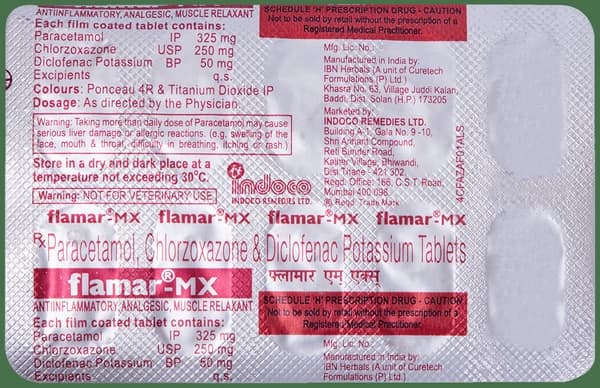 ANTIINFLAMMATORY, ANALGESIC, MUSCLE RELAXANT
Each film coated tablet contains:
Paracetamol IP 325 mg
Chlorzoxazone USP 250 mg
Diclofenac Potassium BP 50 mg
Excipients q.s.
Colours: Ponceau 4R & Titanium Dioxide IP
Dosage: As directed by the Physician.
Warning: Taking more than daily dose of Paracetamol may cause
serious liver damage or allergic reactions. (e.g. swelling of the
face, mouth & throat, difficulty in breathing, itching or rash.)
Store in a dry and dark place at a
temperature not exceeding 30°C.
Warning: NOT FOR VETERINARY USE
indoco
INDOCO REMEDIES LTD.
SCHEDULE 'H' PRESCRIPTION DRUG - CAUTION
Not to be sold by retail without the prescription of a
Registered Medical Practitioner.
Mfg. Lic. No.
Manufactured in India by:
IBN Herbals (A unit of Curetech
Formulations (P) Ltd.)
Khasra No. 63, Village Juddi Kalan,
Baddi, Dist. Solan (H.P.) 173205
Marketed by:
INDOCO REMEDIES LTD.
Building A-1, Gala No. 9 -10,
Shri Arihant Compound,
Reti Bunder Road,
Kalher Village, Bhiwandi,
Dist. Thane - 421 302.
Regd. Office: 166, C.S.T. Road,
Mumbai 400 098.
® Regd. Trade Mark
4CFAZAF01ALS
flamar®-MX flamar®-MX flamar®-MX flamar®-MX
Rx Paracetamol, Chlorzoxazone & Diclofenac Potassium Tablets
flamar®-MX
फ्लामार एम एक्स
ANTIINFLAMMATORY, ANALGESIC, MUSCLE RELAXANT
Each film coated tablet contains:
Paracetamol IP 325 mg
Chlorzoxazone USP 250 mg
Diclofenac Potassium BP 50 mg
Excipients q.s.
SCHEDULE 'H' PRESCRIPTION DRUG - CAUTION
Not to be sold by retail without the prescription of a
Registered Medical Practitioner.
Mfg. Lic. No.
Manufactured in India by:
IBN Herbals (A unit of Curetech
Formulations (P) Ltd.)